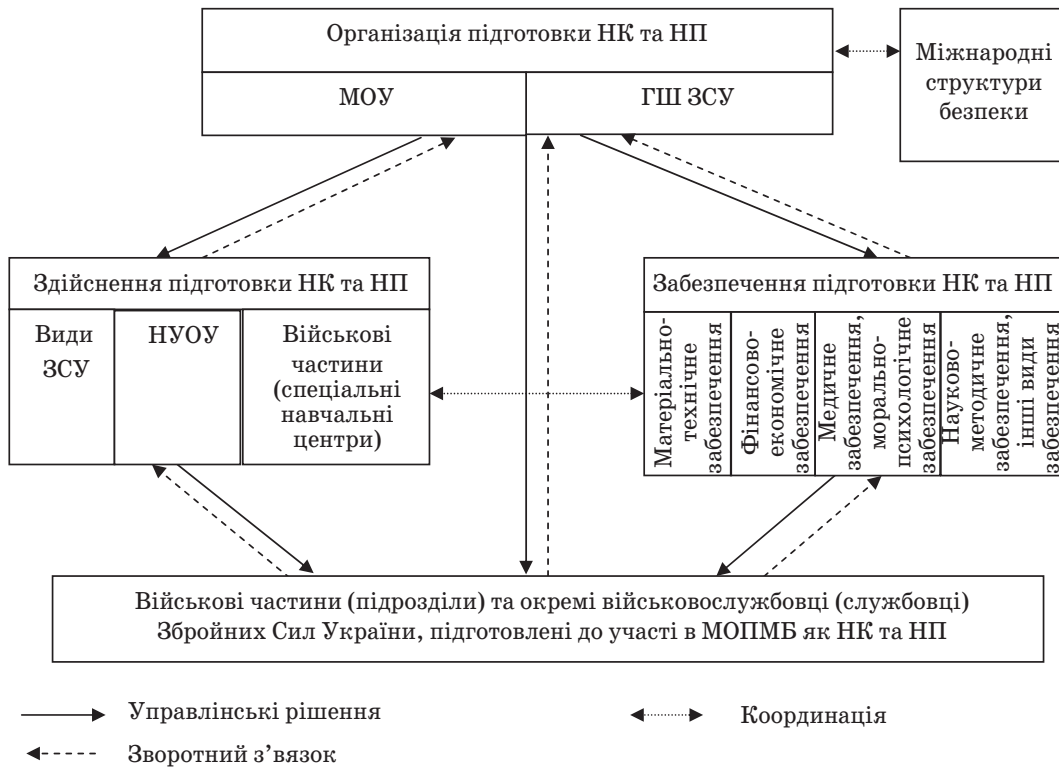 Організація підготовки НК та НП
МОУ
ГШ ЗСУ
Міжнародні
структури
безпеки
Здійснення підготовки НК та НП
Види
ЗСУ
НУОУ
Військові
частини
(спеціальні
навчальні
центри)
Забезпечення підготовки НК та НП
Матеріально-
технічне
забезпечення
Фінансово-
економічне
забезпечення
Медичне
забезпечення,
морально-
психологічне
забезпечення
Науково-
методичне
забезпечення,
інші види
забезпечення
Військові частини (підрозділи) та окремі військовослужбовці (службовці)
Збройних Сил України, підготовлені до участі в МОПМБ як НК та НП
Управлінські рішення
Координація
Зворотний з’вязок